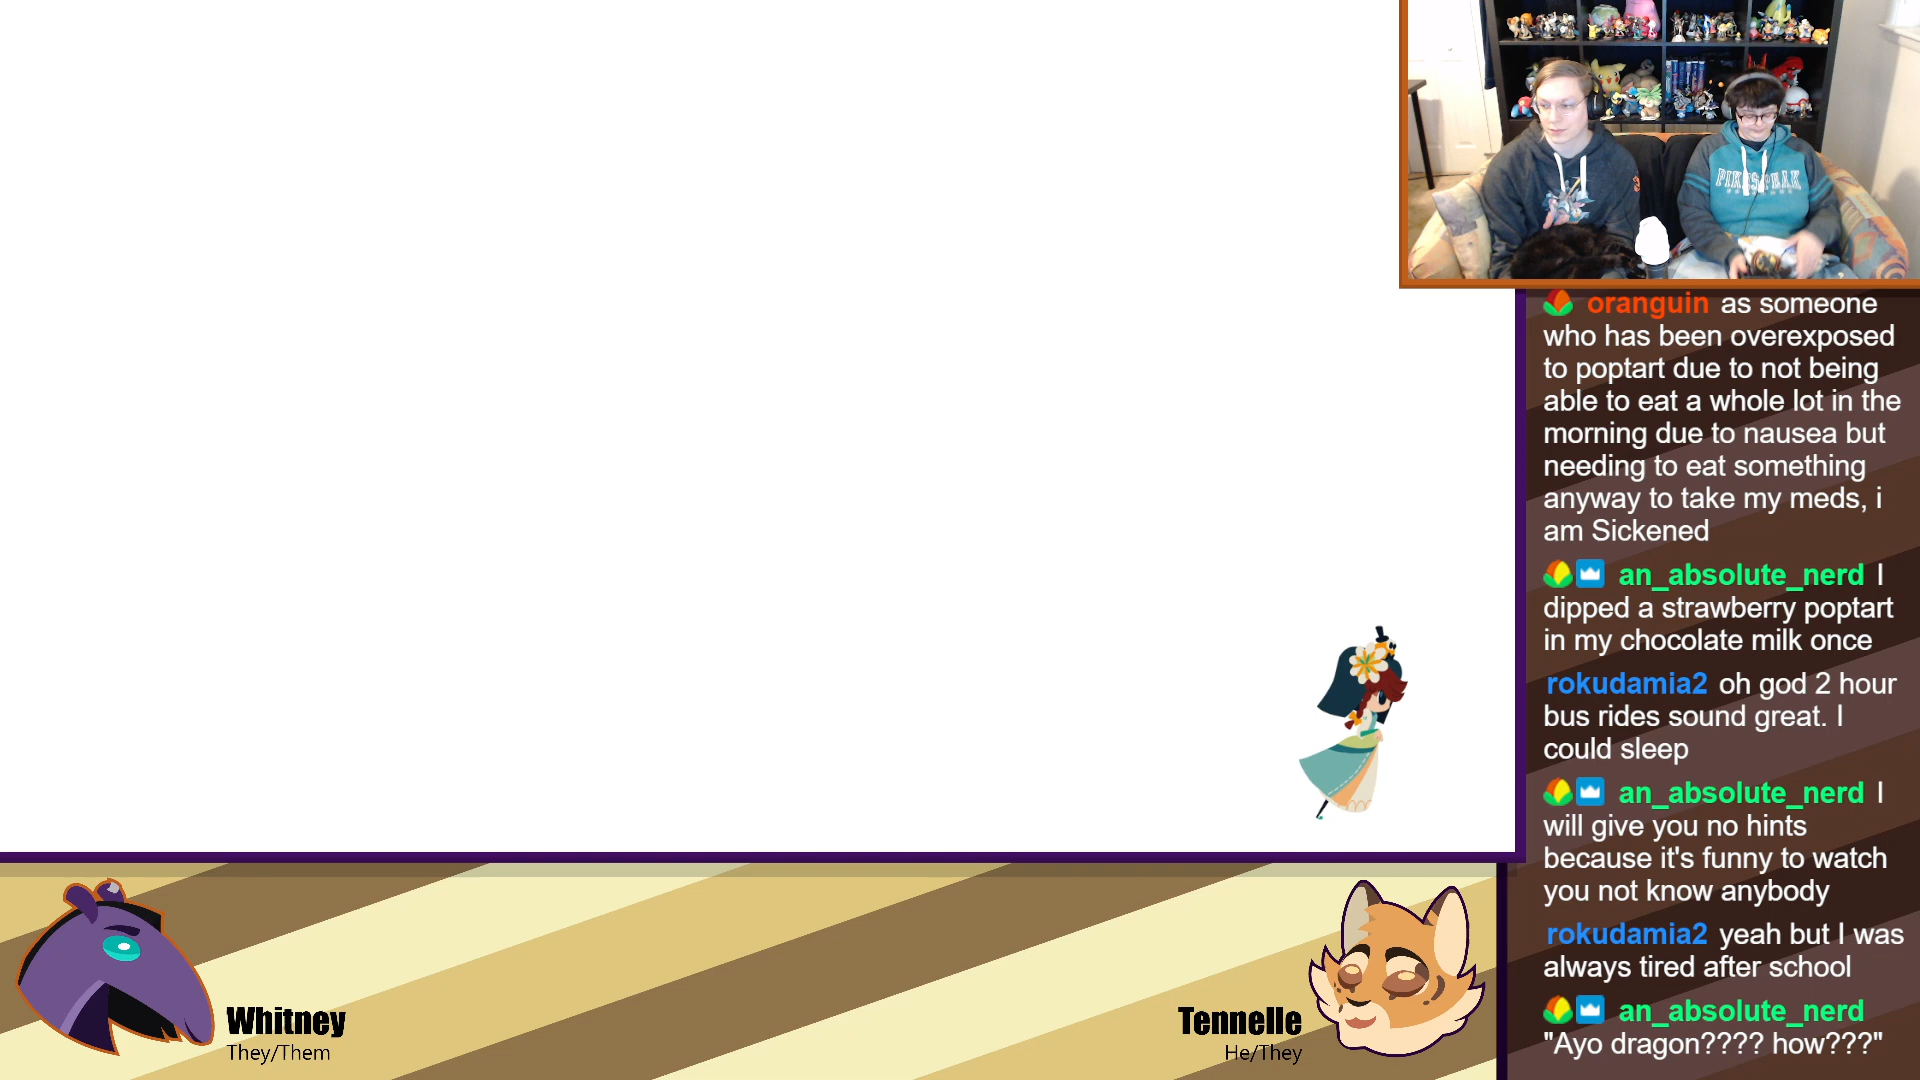 PIKES PEAK
oranguin as someone
who has been overexposed
to poptart due to not being
able to eat a whole lot in the
morning due to nausea but
needing to eat something
anyway to take my meds, i
am Sickened
an_absolute_nerd I
dipped a strawberry poptart
in my chocolate milk once
rokudamia2 oh god 2 hour
bus rides sound great. I
could sleep
an_absolute_nerd I
will give you no hints
because it's funny to watch
you not know anybody
rokudamia2 yeah but I was
always tired after school
an_absolute_nerd
"Ayo dragon???? how???"
Whitney
They/Them
Tennelle
He/They